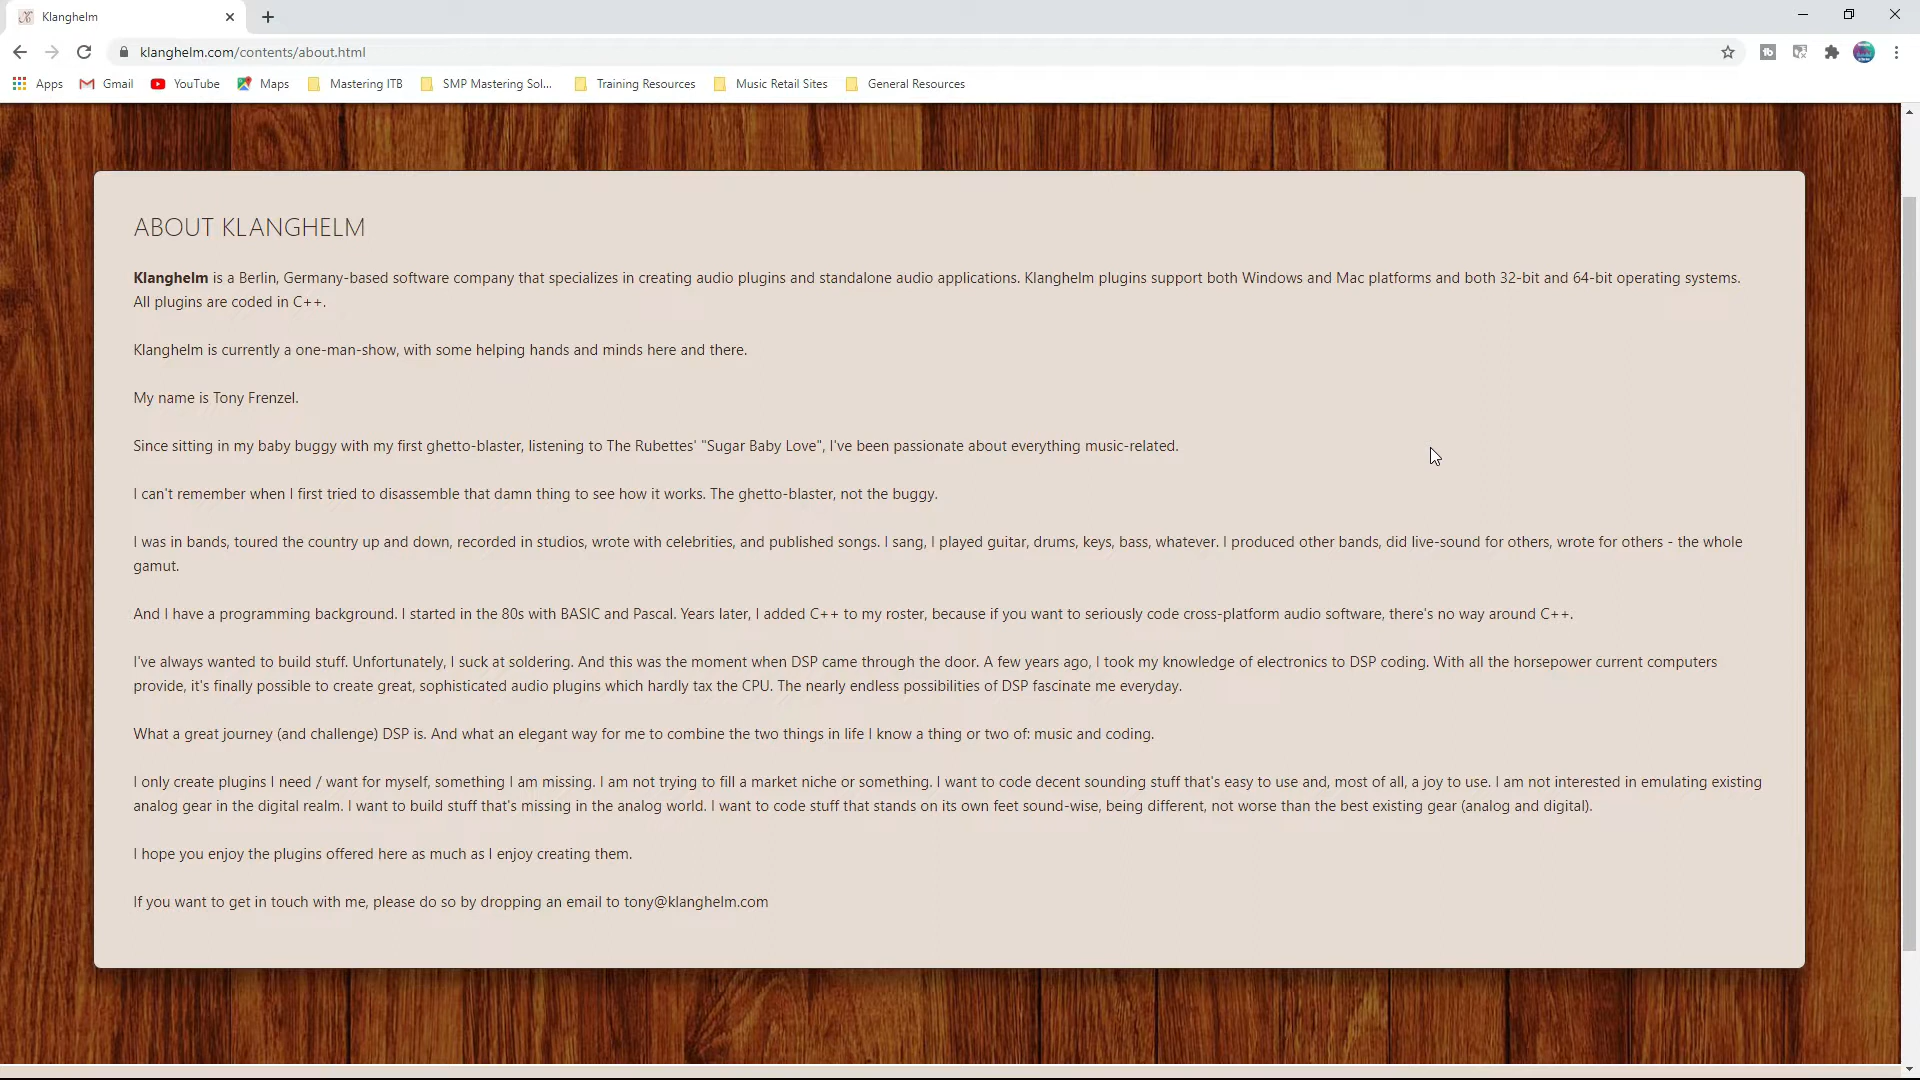 Klanghelm
klanghelm.com/contents/about.html
Apps Gmail YouTube Maps Mastering ITB SMP Mastering Sol... Training Resources Music Retail Sites General Resources
ABOUT KLANGHELM
Klanghelm is a Berlin, Germany-based software company that specializes in creating audio plugins and standalone audio applications. Klanghelm plugins support both Windows and Mac platforms and both 32-bit and 64-bit operating systems.
All plugins are coded in C++.
Klanghelm is currently a one-man-show, with some helping hands and minds here and there.
My name is Tony Frenzel.
Since sitting in my baby buggy with my first ghetto-blaster, listening to The Rubettes' "Sugar Baby Love", I've been passionate about everything music-related.
I can't remember when I first tried to disassemble that damn thing to see how it works. The ghetto-blaster, not the buggy.
I was in bands, toured the country up and down, recorded in studios, wrote with celebrities, and published songs. I sang, I played guitar, drums, keys, bass, whatever. I produced other bands, did live-sound for others, wrote for others - the whole
gamut.
And I have a programming background. I started in the 80s with BASIC and Pascal. Years later, I added C++ to my roster, because if you want to seriously code cross-platform audio software, there's no way around C++.
I've always wanted to build stuff. Unfortunately, I suck at soldering. And this was the moment when DSP came through the door. A few years ago, I took my knowledge of electronics to DSP coding. With all the horsepower current computers
provide, it's finally possible to create great, sophisticated audio plugins which hardly tax the CPU. The nearly endless possibilities of DSP fascinate me everyday.
What a great journey (and challenge) DSP is. And what an elegant way for me to combine the two things in life I know a thing or two of: music and coding.
I only create plugins I need / want for myself, something I am missing. I am not trying to fill a market niche or something. I want to code decent sounding stuff that's easy to use and, most of all, a joy to use. I am not interested in emulating existing
analog gear in the digital realm. I want to build stuff that's missing in the analog world. I want to code stuff that stands on its own feet sound-wise, being different, not worse than the best existing gear (analog and digital).
I hope you enjoy the plugins offered here as much as I enjoy creating them.
If you want to get in touch with me, please do so by dropping an email to tony@klanghelm.com